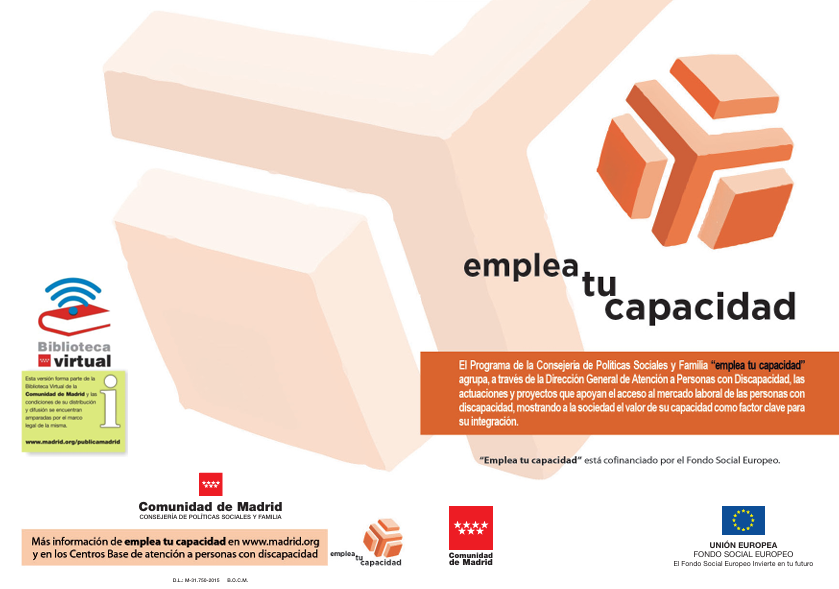 emplea
tu
capacidad
El Programa de la Consejería de Políticas Sociales y Familia “emplea tu capacidad”
agrupa, a través de la Dirección General de Atención a Personas con Discapacidad, las
actuaciones y proyectos que apoyan el acceso al mercado laboral de las personas con
discapacidad, mostrando a la sociedad el valor de su capacidad como factor clave para
su integración.
“Emplea tu capacidad” está cofinanciado por el Fondo Social Europeo.
Biblioteca
virtual
i
Esta versión forma parte de la
Biblioteca Virtual de la
Comunidad de Madrid y las
condiciones de su distribución
y difusión se encuentran
amparadas por el marco
legal de la misma.
www.madrid.org/publicamadrid
Comunidad de Madrid
CONSEJERÍA DE POLÍTICAS SOCIALES Y FAMILIA
Más información de emplea tu capacidad en www.madrid.org
y en los Centros Base de atención a personas con discapacidad
emplea
tu
capacidad
D.L.: M-31.750-2015 B.O.C.M.
Comunidad
de Madrid
UNIÓN EUROPEA
FONDO SOCIAL EUROPEO
El Fondo Social Europeo Invierte en tu futuro